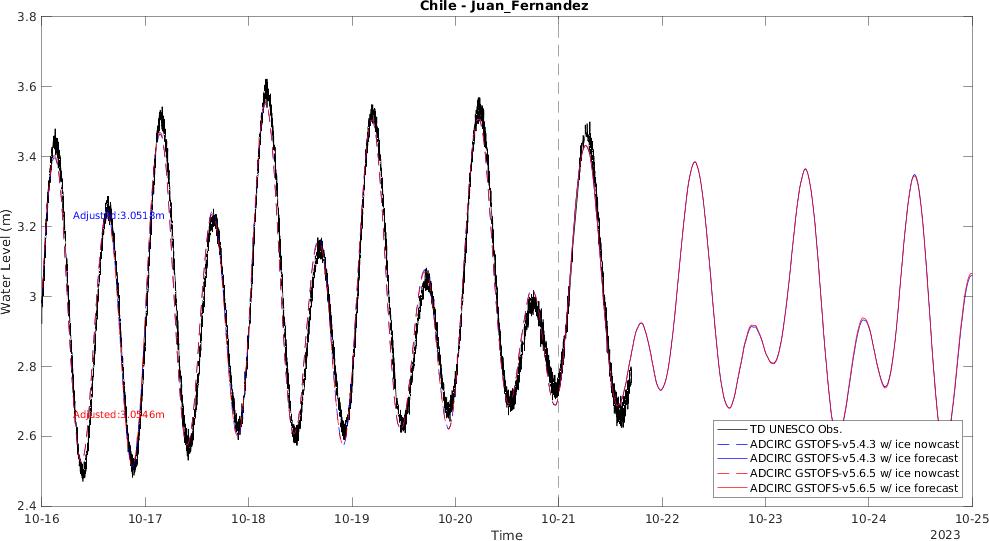 Chile - Juan_Fernandez
3.8
3.6
3.4
3.2
3
2.8
2.6
2.4
Water Level (m)
Adjusted:3.0518m
Adjusted:3.0546m
TD UNESCO Obs.
ADCIRC GSTOFS-v5.4.3 w/ ice nowcast
ADCIRC GSTOFS-v5.4.3 w/ ice forecast
ADCIRC GSTOFS-v5.6.5 w/ ice nowcast
ADCIRC GSTOFS-v5.6.5 w/ ice forecast
10-16 10-17 10-18 10-19 10-20 10-21 10-22 10-23 10-24 10-25
Time
2023